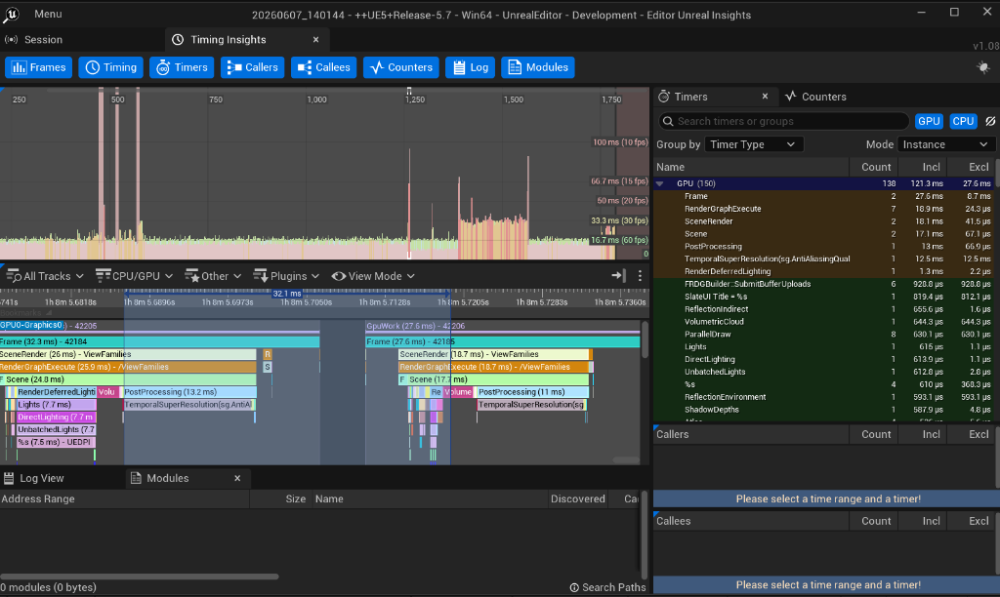 Menu
20260607_140144 - ++UE5+Release-5.7 - Win64 - UnrealEditor - Development - Editor Unreal Insights
Session
Timing Insights
v1.08
Frames
Timing
Timers
Callers
Callees
Counters
Log
Modules
250 500 750 1,000 1,250 1,500 1,750
100 ms (10 fps)
66.7 ms (15 fps)
50 ms (20 fps)
33.3 ms (30 fps)
16.7 ms (60 fps)
0
All Tracks
CPU/GPU
Other
Plugins
View Mode
32.1 ms
5741s 1h 8m 5.6818s 1h 8m 5.6896s 1h 8m 5.6973s 1h 8m 5.7050s 1h 8m 5.7128s 1h 8m 5.7205s 1h 8m 5.7283s 1h 8m 5.7360s
GPU0-Graphics0 ) - 42205
GpuWork (27.6 ms) - 42206
Frame (32.3 ms) - 42184
Frame (27.6 ms) - 42185
SceneRender (26 ms) - ViewFamilies
R
SceneRender (18.7 ms) - ViewFamilies
RenderGraphExecute (25.9 ms) - /ViewFamilies
S
RenderGraphExecute (18.7 ms) - /ViewFamilies
F Scene (24.8 ms)
F Scene (17.7 ms)
RenderDeferredLighti
Volu
PostProcessing (13.2 ms)
Re
Volume
PostProcessing (11 ms)
Lights (7.7 ms)
TemporalSuperResolution(sg.AntiAl
TemporalSuperResolution(sg
DirectLighting (7.7 m
UnbatchedLights (7.7
%s (7.5 ms) - UEDPI
Log View
Modules
Address Range Size Name Discovered Ca
0 modules (0 bytes)
Search Paths
Timers
Counters
Search timers or groups
GPU
CPU
Group by Timer Type
Mode Instance
Name Count Incl Excl
GPU (150) 138 121.3 ms 27.6 ms
Frame 2 27.6 ms 8.7 ms
RenderGraphExecute 7 18.9 ms 24.3 µs
SceneRender 2 18.1 ms 41.5 µs
Scene 2 17.1 ms 67.1 µs
PostProcessing 1 13 ms 66.9 µs
TemporalSuperResolution(sg.AntiAliasingQual 1 12.5 ms 12.5 ms
RenderDeferredLighting 1 1.3 ms 2.2 µs
FRDGBuilder::SubmitBufferUploads 6 928.8 µs 928.8 µs
SlateUI Title = %s 1 819.4 µs 812.1 µs
ReflectionIndirect 1 655.6 µs 1.6 µs
VolumetricCloud 1 644.3 µs 644.3 µs
ParallelDraw 8 630.1 µs 630.1 µs
Lights 1 616 µs 1.1 µs
DirectLighting 1 613.9 µs 1.1 µs
UnbatchedLights 1 612.8 µs 2.8 µs
%s 4 610 µs 368.3 µs
ReflectionEnvironment 1 593.1 µs 593.1 µs
ShadowDepths 1 587.9 µs 4.8 µs
Callers Count Incl Excl
Please select a time range and a timer!
Callees Count Incl Excl
Please select a time range and a timer!